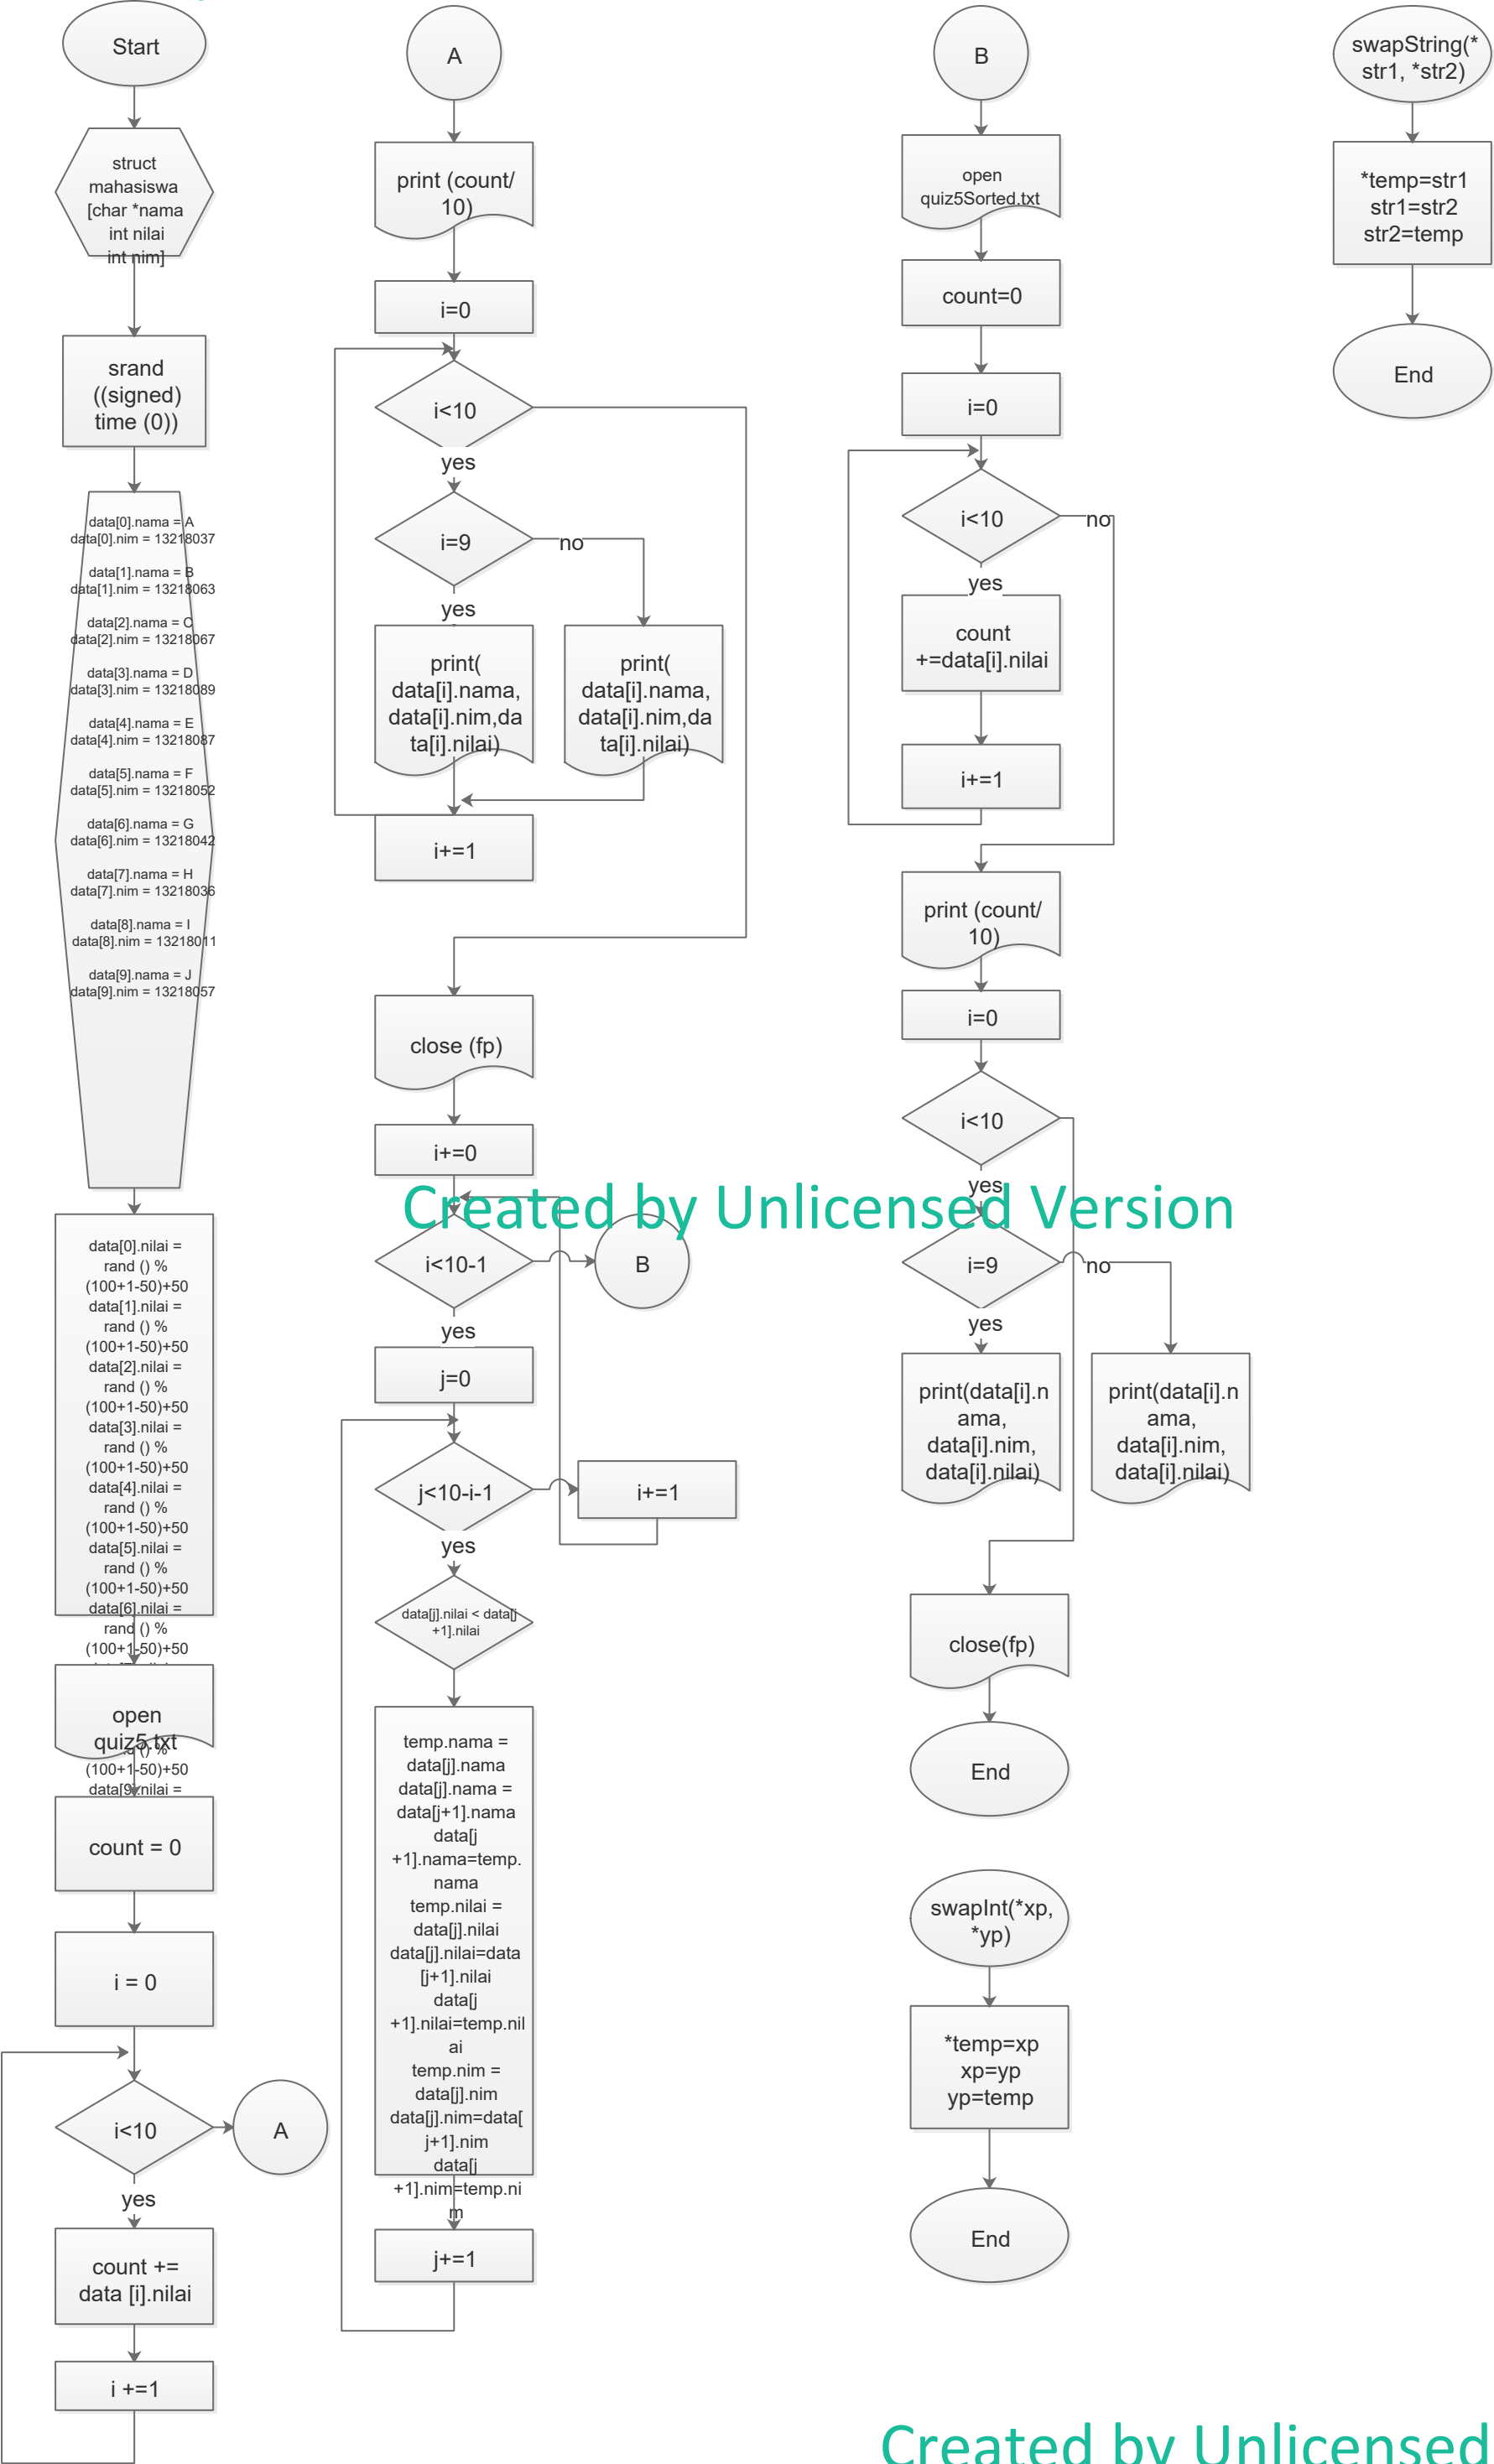 Start
struct
mahasiswa
[char *nama
int nilai
int nim]
srand
((signed)
time (0))
data[0].nama = A
data[0].nim = 13218037
data[1].nama = B
data[1].nim = 13218063
data[2].nama = C
data[2].nim = 13218067
data[3].nama = D
data[3].nim = 13218089
data[4].nama = E
data[4].nim = 13218087
data[5].nama = F
data[5].nim = 13218052
data[6].nama = G
data[6].nim = 13218042
data[7].nama = H
data[7].nim = 13218036
data[8].nama = I
data[8].nim = 13218011
data[9].nama = J
data[9].nim = 13218057
data[0].nilai =
rand () %
(100+1-50)+50
data[1].nilai =
rand () %
(100+1-50)+50
data[2].nilai =
rand () %
(100+1-50)+50
data[3].nilai =
rand () %
(100+1-50)+50
data[4].nilai =
rand () %
(100+1-50)+50
data[5].nilai =
rand () %
(100+1-50)+50
data[6].nilai =
rand () %
(100+1-50)+50
open
quiz5.txt
(100+1-50)+50
data[9].nilai =
count = 0
i = 0
i<10
A
yes
count +=
data [i].nilai
i +=1
A
print (count/
10)
i=0
i<10
yes
i=9
no
yes
print(
data[i].nama,
data[i].nim,da
ta[i].nilai)
print(
data[i].nama,
data[i].nim,da
ta[i].nilai)
i+=1
close (fp)
i+=0
i<10-1
B
yes
j=0
j<10-i-1
i+=1
yes
data[j].nilai < data[j
+1].nilai
temp.nama =
data[j].nama
data[j].nama =
data[j+1].nama
data[j
+1].nama=temp.
nama
temp.nilai =
data[j].nilai
data[j].nilai=data
[j+1].nilai
data[j
+1].nilai=temp.nil
ai
temp.nim =
data[j].nim
data[j].nim=data[
j+1].nim
data[j
+1].nim=temp.ni
m
j+=1
B
open
quiz5Sorted.txt
count=0
i=0
i<10
no
yes
count
+=data[i].nilai
i+=1
print (count/
10)
i=0
i<10
yes
i=9
no
yes
print(data[i].n
ama,
data[i].nim,
data[i].nilai)
print(data[i].n
ama,
data[i].nim,
data[i].nilai)
close(fp)
End
swapInt(*xp,
*yp)
*temp=xp
xp=yp
yp=temp
End
swapString(*
str1, *str2)
*temp=str1
str1=str2
str2=temp
End
Created by Unlicensed Version
Created by Unlicensed